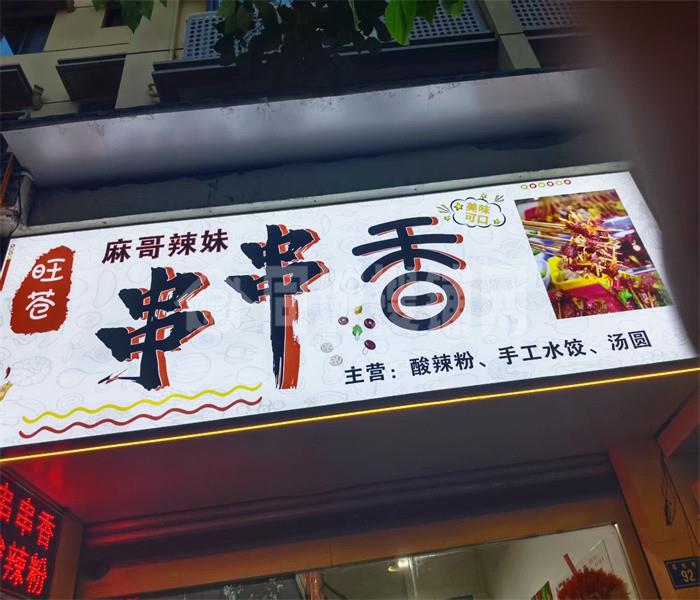 旺苍
麻哥辣妹
串串香
美味
可口
主营：酸辣粉、手工水饺、汤圆
串串香
酸辣粉
92